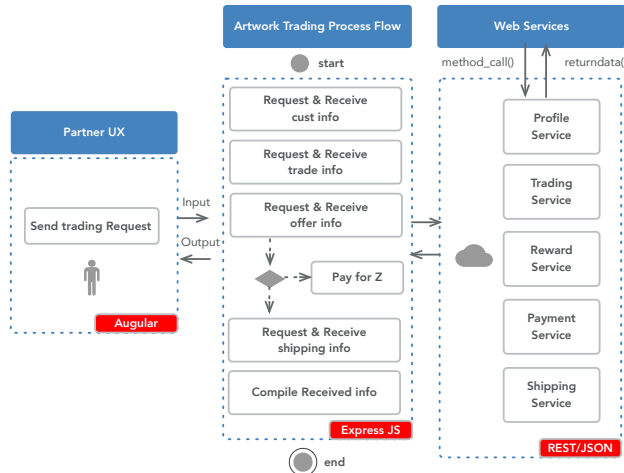 Artwork Trading Process Flow
Web Services
start
method_call()
returndata(
Partner UX
Send trading Request
Augular
Input
Output
Request & Receive
cust info
Request & Receive
trade info
Request & Receive
offer info
Pay for Z
Request & Receive
shipping info
Compile Received info
Express JS
end
Profile
Service
Trading
Service
Reward
Service
Payment
Service
Shipping
Service
REST/JSON